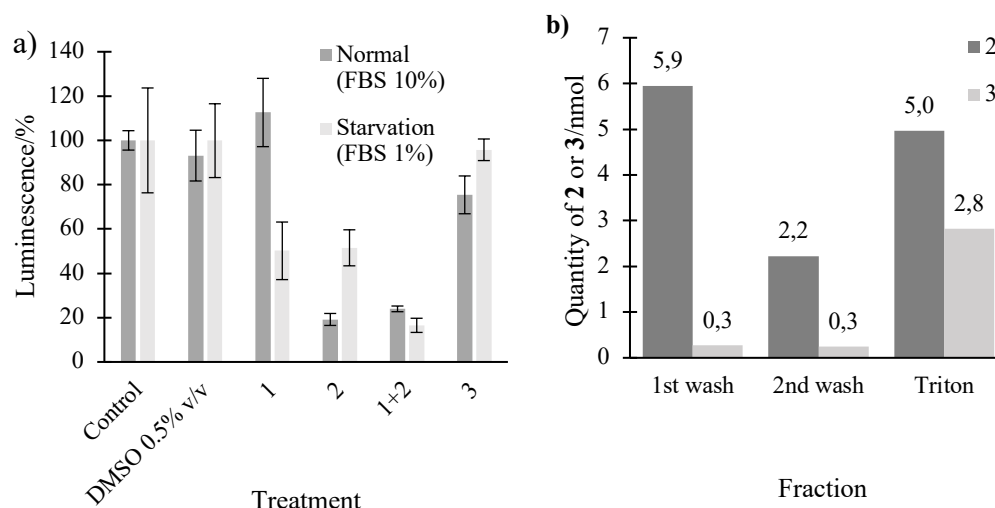 a)
Luminescence/%
140
120
100
80
60
40
20
0
Normal
(FBS 10%)
Starvation
(FBS 1%)
Control
DMSO 0.5% v/v
1
2
1+2
3
Treatment
b)
Quantity of 2 or 3/nmol
7
6
5
4
3
2
1
0
5,9
0,3
2,2
0,3
5,0
2,8
2
3
1st wash
2nd wash
Triton
Fraction